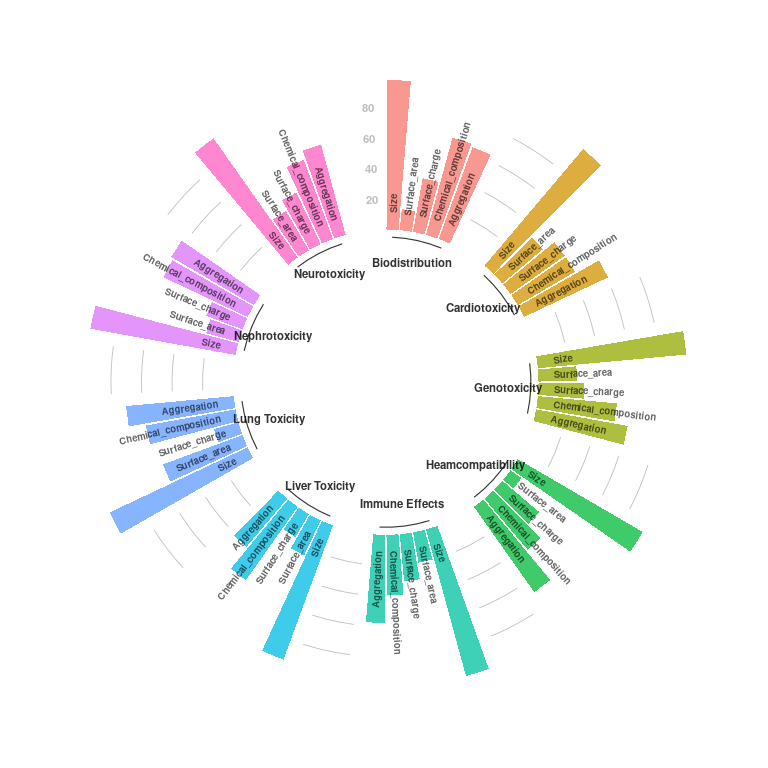 80
60
40
20
Size
Surface_area
Surface_charge
Chemical_composition
Aggregation
Biodistribution
Size
Surface_area
Surface_charge
Chemical_composition
Aggregation
Cardiotoxicity
Size
Surface_area
Surface_charge
Chemical_composition
Aggregation
Genotoxicity
Size
Surface_area
Surface_charge
Chemical_composition
Aggregation
Heamcompatibility
Size
Surface_area
Surface_charge
Chemical_composition
Aggregation
Immune Effects
Size
Surface_area
Surface_charge
Chemical_composition
Aggregation
Liver Toxicity
Size
Surface_area
Surface_charge
Chemical_composition
Aggregation
Lung Toxicity
Size
Surface_area
Surface_charge
Chemical_composition
Aggregation
Nephrotoxicity
Size
Surface_area
Surface_charge
Chemical_composition
Aggregation
Neurotoxicity